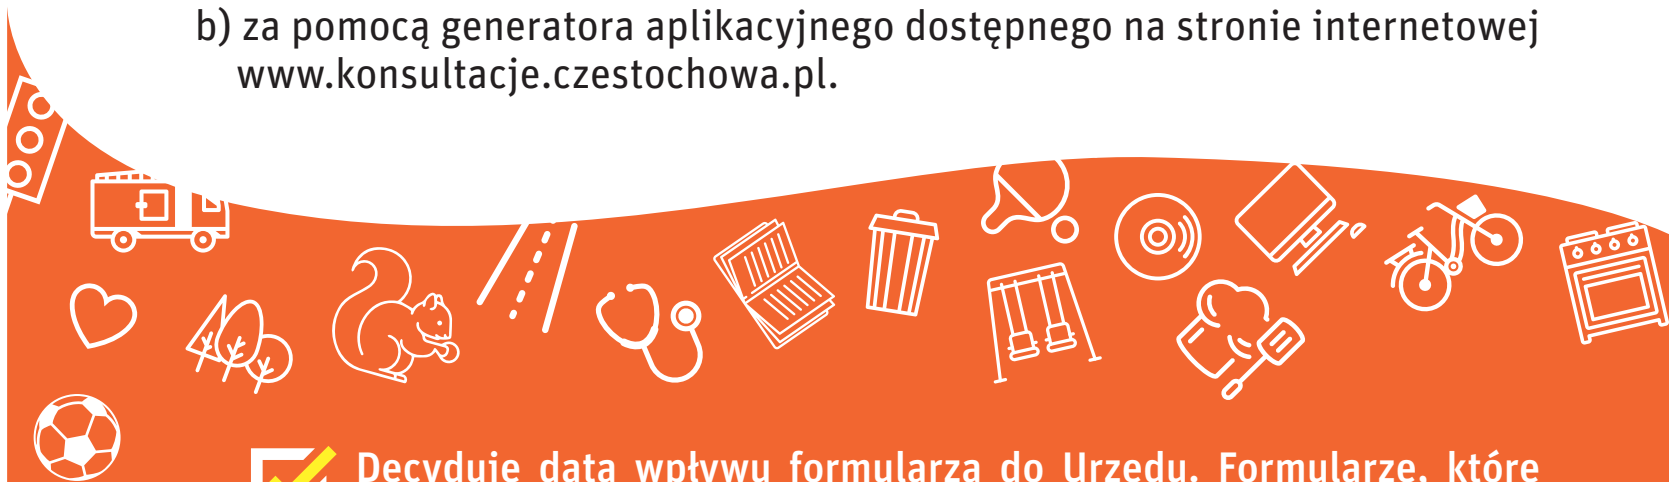 b) za pomocą generatora aplikacyjnego dostępnego na stronie internetowej
www.konsultacje.czestochowa.pl.
Decyduje data wpływu formularza do Urzędu. Formularze, które